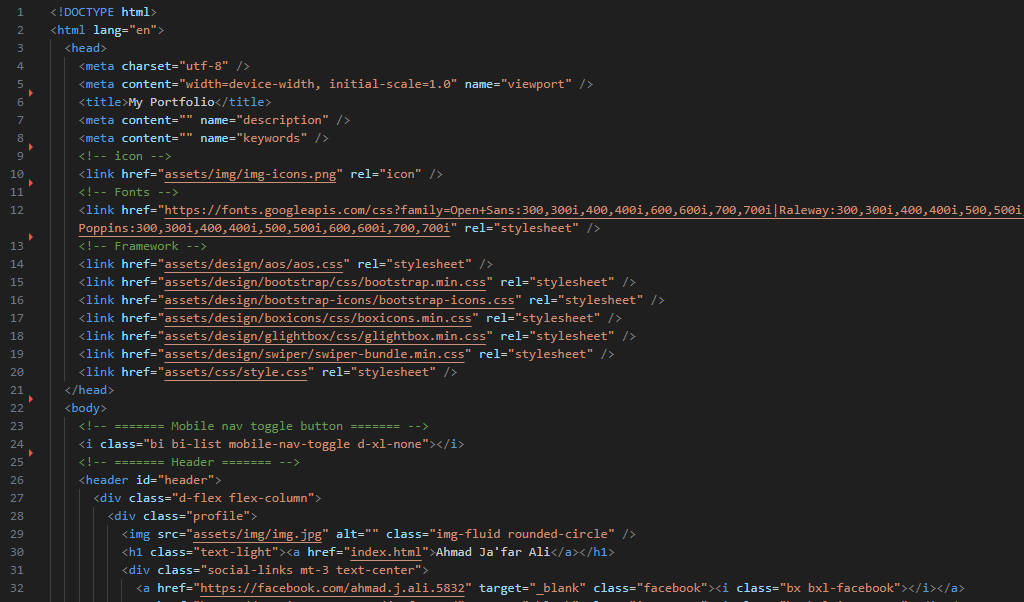 1 <!DOCTYPE html>
2 <html lang="en">
3 <head>
4 <meta charset="utf-8" />
5 <meta content="width=device-width, initial-scale=1.0" name="viewport" />
6 <title>My Portfolio</title>
7 <meta content="" name="description" />
8 <meta content="" name="keywords" />
9 <!-- icon -->
10 <link href="assets/img/img-icons.png" rel="icon" />
11 <!-- Fonts -->
12 <link href="https://fonts.googleapis.com/css?family=Open+Sans:300,300i,400,400i,600,600i,700,700i|Raleway:300,300i,400,400i,500,500i,
Poppins:300,300i,400,400i,500,500i,600,600i,700,700i" rel="stylesheet" />
13 <!-- Framework -->
14 <link href="assets/design/aos/aos.css" rel="stylesheet" />
15 <link href="assets/design/bootstrap/css/bootstrap.min.css" rel="stylesheet" />
16 <link href="assets/design/bootstrap-icons/bootstrap-icons.css" rel="stylesheet" />
17 <link href="assets/design/boxicons/css/boxicons.min.css" rel="stylesheet" />
18 <link href="assets/design/glightbox/css/glightbox.min.css" rel="stylesheet" />
19 <link href="assets/design/swiper/swiper-bundle.min.css" rel="stylesheet" />
20 <link href="assets/css/style.css" rel="stylesheet" />
21 </head>
22 <body>
23 <!-- ======= Mobile nav toggle button ======= -->
24 <i class="bi bi-list mobile-nav-toggle d-xl-none"></i>
25 <!-- ======= Header ======= -->
26 <header id="header">
27 <div class="d-flex flex-column">
28 <div class="profile">
29 <img src="assets/img/img.jpg" alt="" class="img-fluid rounded-circle" />
30 <h1 class="text-light"><a href="index.html">Ahmad Ja'far Ali</a></h1>
31 <div class="social-links mt-3 text-center">
32 <a href="https://facebook.com/ahmad.j.ali.5832" target="_blank" class="facebook"><i class="bx bxl-facebook"></i></a>